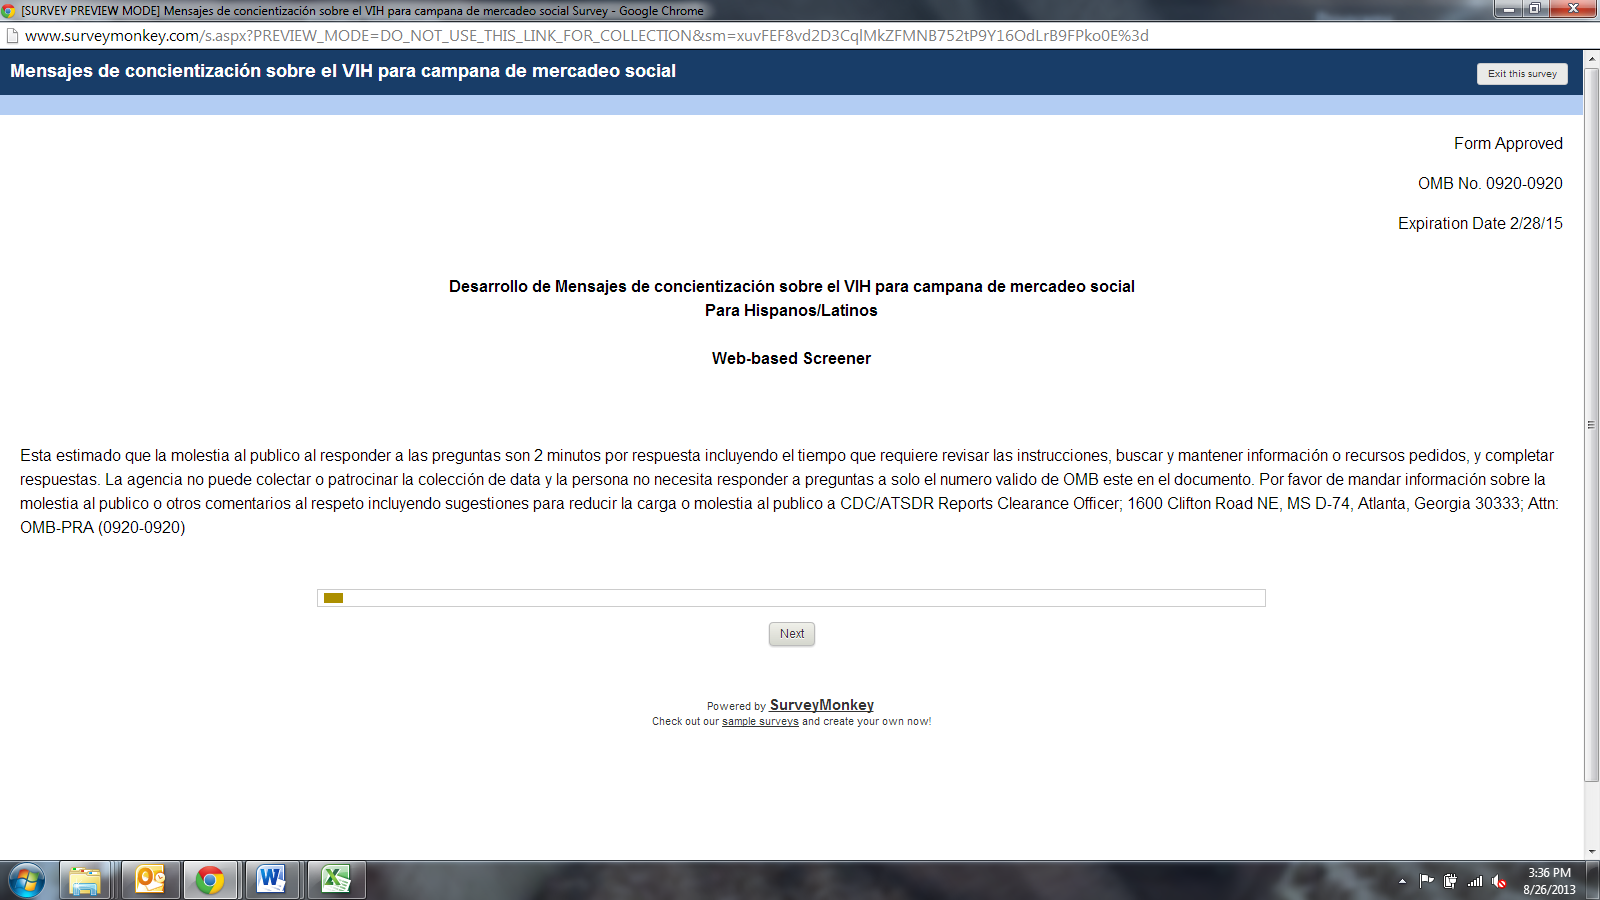 [SURVEY PREVIEW MODE] Mensajes de concientización sobre el VIH para campana de mercadeo social Survey - Google Chrome
www.surveymonkey.com/s.aspx?PREVIEW_MODE=DO_NOT_USE_THIS_LINK_FOR_COLLECTION&sm=xuvFEF8vd2D3CqlMkZFMNB752tP9Y16OdLrB9FPko0E%3d
Mensajes de concientización sobre el VIH para campana de mercadeo social
Exit this survey
Form Approved
OMB No. 0920-0920
Expiration Date 2/28/15
Desarrollo de Mensajes de concientización sobre el VIH para campana de mercadeo social
Para Hispanos/Latinos
Web-based Screener
Esta estimado que la molestia al publico al responder a las preguntas son 2 minutos por respuesta incluyendo el tiempo que requiere revisar las instrucciones, buscar y mantener información o recursos pedidos, y completar
respuestas. La agencia no puede colectar o patrocinar la colección de data y la persona no necesita responder a preguntas a solo el numero valido de OMB este en el documento. Por favor de mandar información sobre la
molestia al publico o otros comentarios al respeto incluyendo sugestiones para reducir la carga o molestia al publico a CDC/ATSDR Reports Clearance Officer; 1600 Clifton Road NE, MS D-74, Atlanta, Georgia 30333; Attn:
OMB-PRA (0920-0920)
Next
Powered by SurveyMonkey
Check out our sample surveys and create your own now!
3:36 PM
8/26/2013